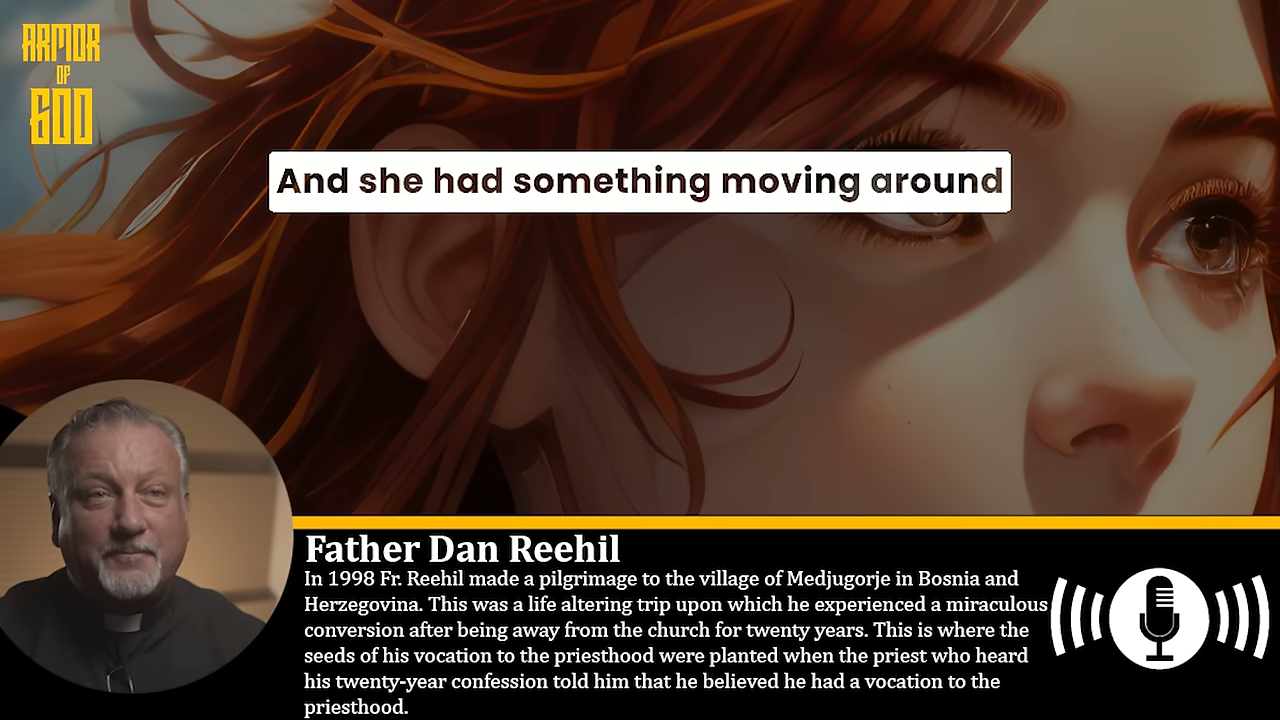 ARMOR
OF
GOD
And she had something moving around
Father Dan Reehil
In 1998 Fr. Reehil made a pilgrimage to the village of Medjugorje in Bosnia and
Herzegovina. This was a life altering trip upon which he experienced a miraculous
conversion after being away from the church for twenty years. This is where the
seeds of his vocation to the priesthood were planted when the priest who heard
his twenty-year confession told him that he believed he had a vocation to the
priesthood.